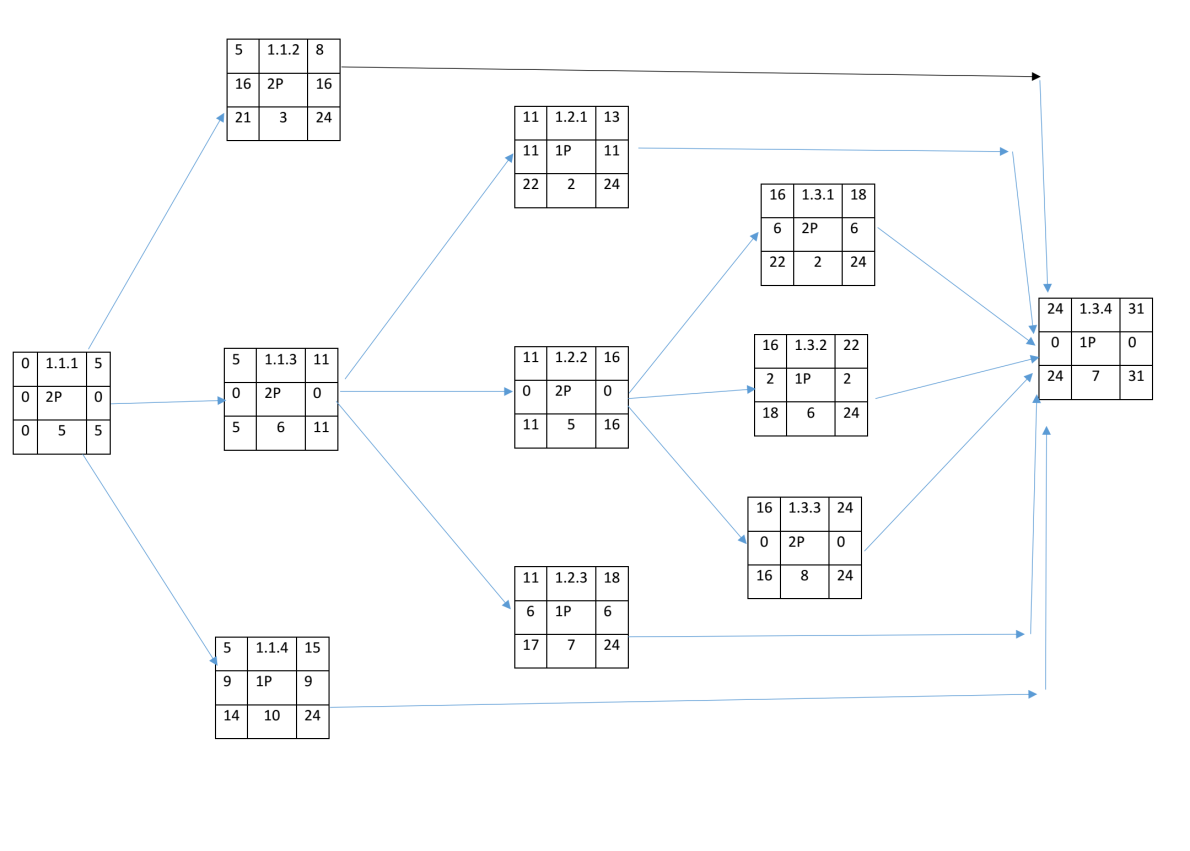 5 1.1.2 8
16 2P 16
21 3 24
11 1.2.1 13
11 1P 11
22 2 24
16 1.3.1 18
6 2P 6
22 2 24
24 1.3.4 31
0 1P 0
24 7 31
0 1.1.1 5
0 2P 0
0 5 5
5 1.1.3 11
0 2P 0
5 6 11
11 1.2.2 16
0 2P 0
11 5 16
16 1.3.2 22
2 1P 2
18 6 24
16 1.3.3 24
0 2P 0
16 8 24
11 1.2.3 18
6 1P 6
17 7 24
5 1.1.4 15
9 1P 9
14 10 24